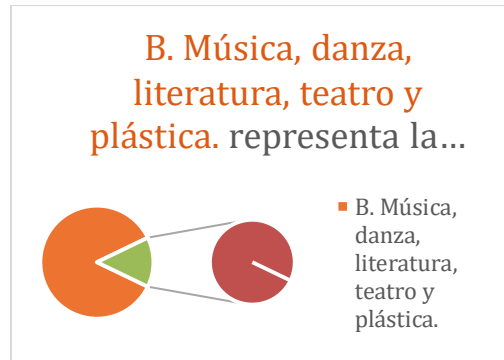 B. Música, danza,
literatura, teatro y
plástica. representa la…
B. Música,
danza,
literatura,
teatro y
plástica.